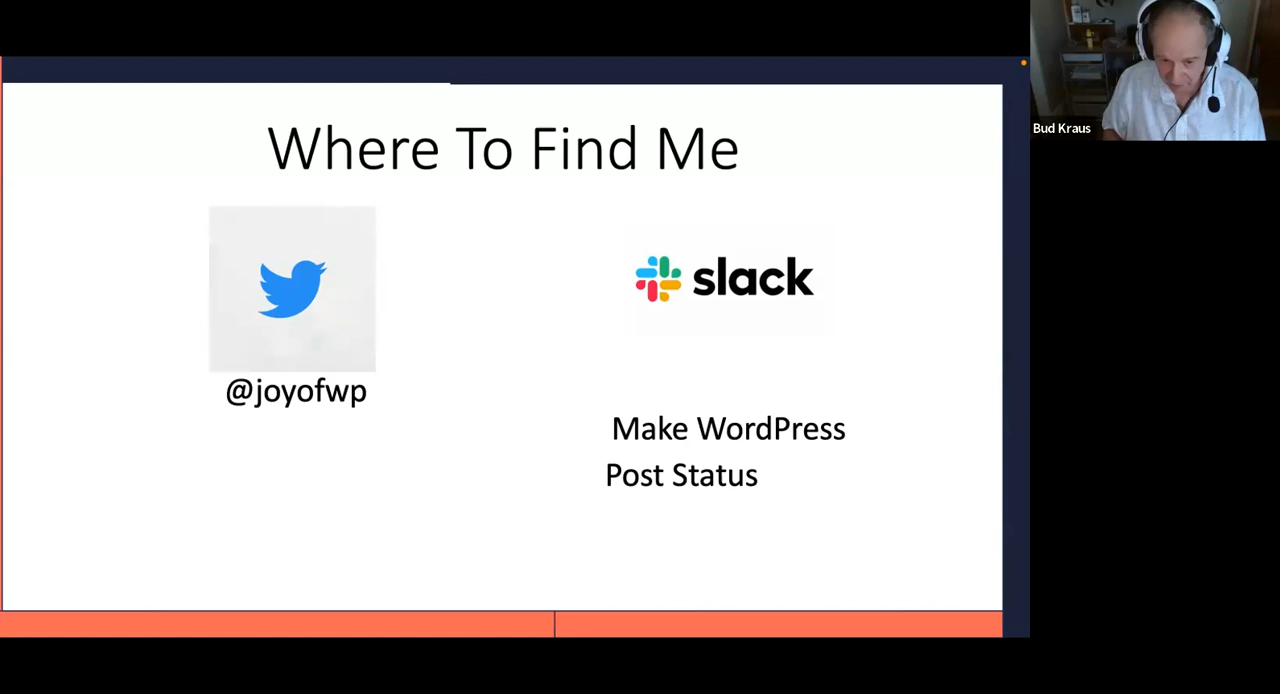 Where To Find Me
slack
@joyofwp
Make WordPress
Post Status
Bud Kraus